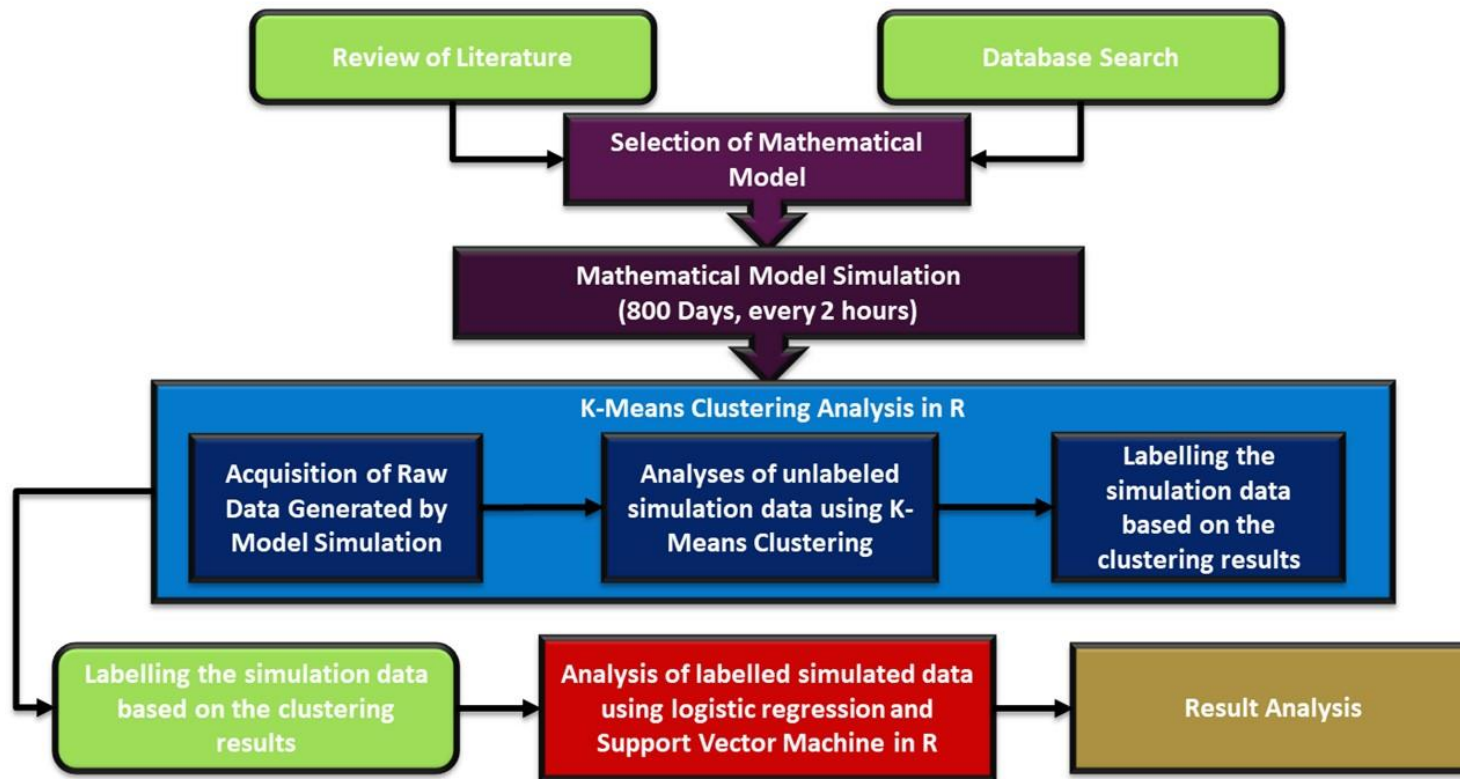 Review of Literature
Database Search
Selection of Mathematical
Model
Mathematical Model Simulation
(800 Days, every 2 hours)
K-Means Clustering Analysis in R
Acquisition of Raw
Data Generated by
Model Simulation
Analyses of unlabeled
simulation data using K-
Means Clustering
Labelling the
simulation data
based on the
clustering results
Labelling the simulation data
based on the clustering
results
Analysis of labelled simulated data
using logistic regression and
Support Vector Machine in R
Result Analysis